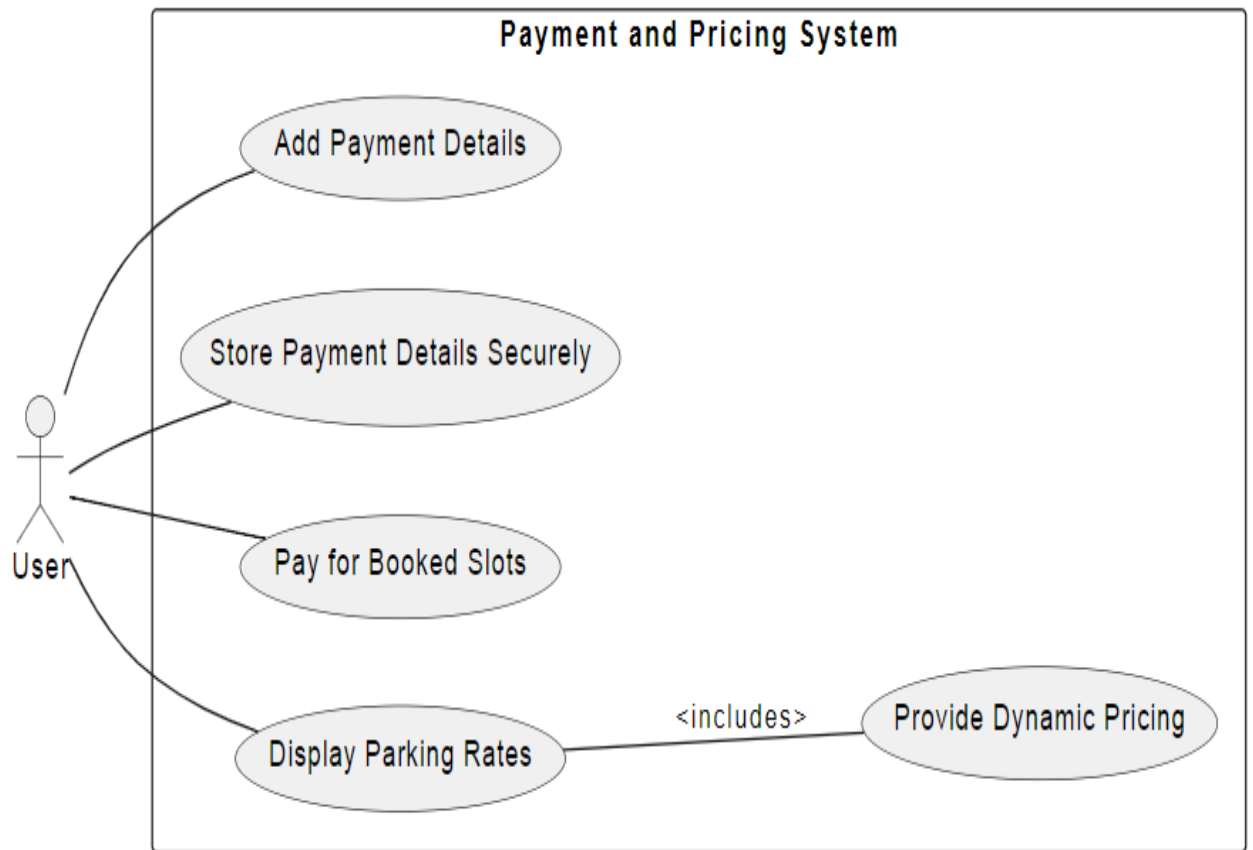 Payment and Pricing System
Add Payment Details
Store Payment Details Securely
User
Pay for Booked Slots
Display Parking Rates
<includes>
Provide Dynamic Pricing